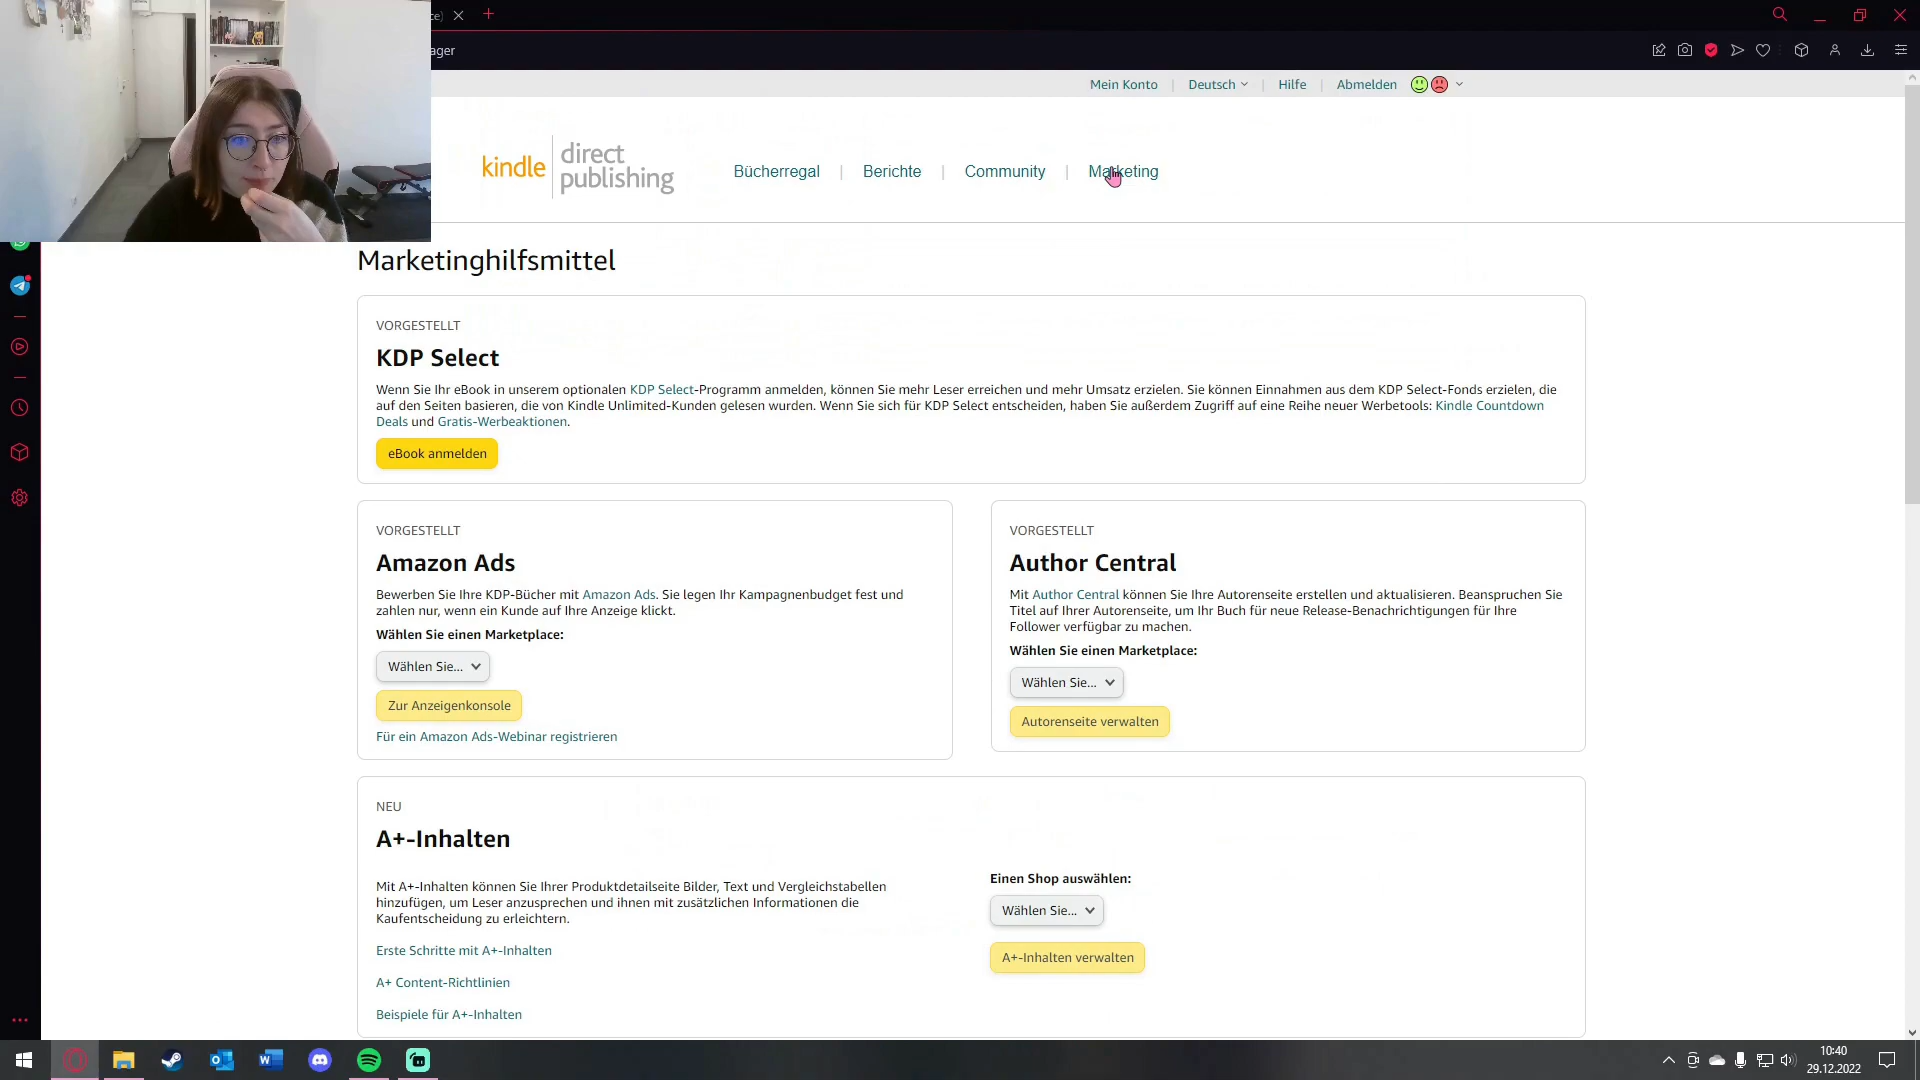 ce)
ager
Mein Konto | Deutsch | Hilfe | Abmelden
kindle direct publishing
Bücherregal | Berichte | Community | Marketing
Marketinghilfsmittel
VORGESTELLT
KDP Select
Wenn Sie Ihr eBook in unserem optionalen KDP Select-Programm anmelden, können Sie mehr Leser erreichen und mehr Umsatz erzielen. Sie können Einnahmen aus dem KDP Select-Fonds erzielen, die
auf den Seiten basieren, die von Kindle Unlimited-Kunden gelesen wurden. Wenn Sie sich für KDP Select entscheiden, haben Sie außerdem Zugriff auf eine Reihe neuer Werbetools: Kindle Countdown
Deals und Gratis-Werbeaktionen.
eBook anmelden
VORGESTELLT
Amazon Ads
Bewerben Sie Ihre KDP-Bücher mit Amazon Ads. Sie legen Ihr Kampagnenbudget fest und
zahlen nur, wenn ein Kunde auf Ihre Anzeige klickt.
Wählen Sie einen Marketplace:
Wählen Sie...
Zur Anzeigenkonsole
Für ein Amazon Ads-Webinar registrieren
VORGESTELLT
Author Central
Mit Author Central können Sie Ihre Autorenseite erstellen und aktualisieren. Beanspruchen Sie
Titel auf Ihrer Autorenseite, um Ihr Buch für neue Release-Benachrichtigungen für Ihre
Follower verfügbar zu machen.
Wählen Sie einen Marketplace:
Wählen Sie...
Autorenseite verwalten
NEU
A+-Inhalten
Mit A+-Inhalten können Sie Ihrer Produktdetailseite Bilder, Text und Vergleichstabellen
hinzufügen, um Leser anzusprechen und ihnen mit zusätzlichen Informationen die
Kaufentscheidung zu erleichtern.
Erste Schritte mit A+-Inhalten
A+ Content-Richtlinien
Beispiele für A+-Inhalten
Einen Shop auswählen:
Wählen Sie...
A+-Inhalten verwalten
10:40
29.12.2022